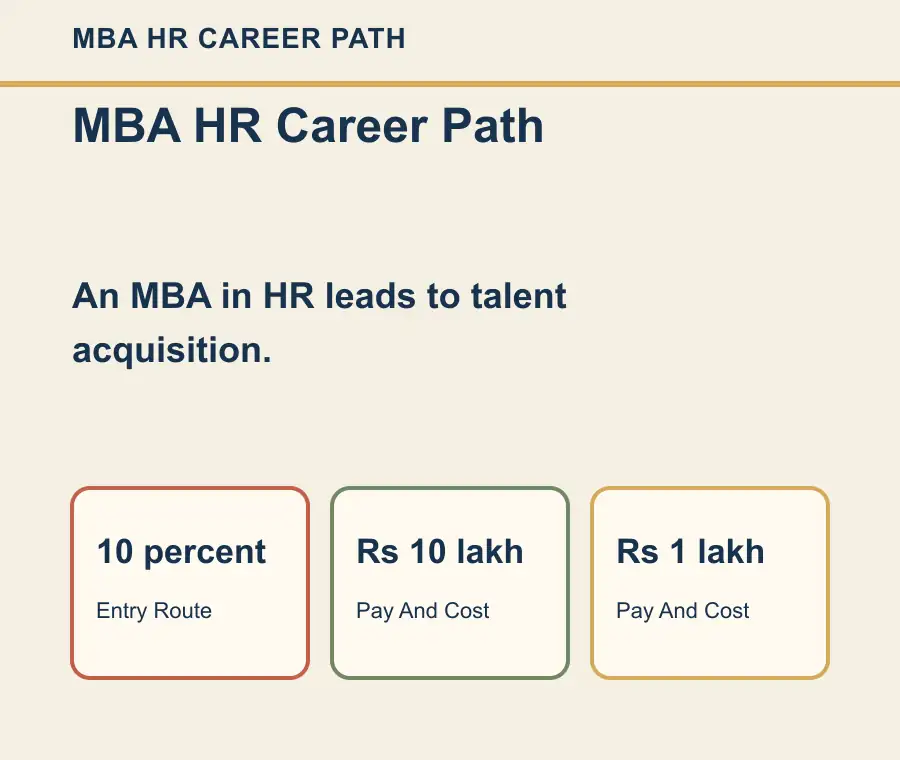 MBA HR CAREER PATH
MBA HR Career Path
An MBA in HR leads to talent
acquisition.
10 percent
Entry Route
Rs 10 lakh
Pay And Cost
Rs 1 lakh
Pay And Cost